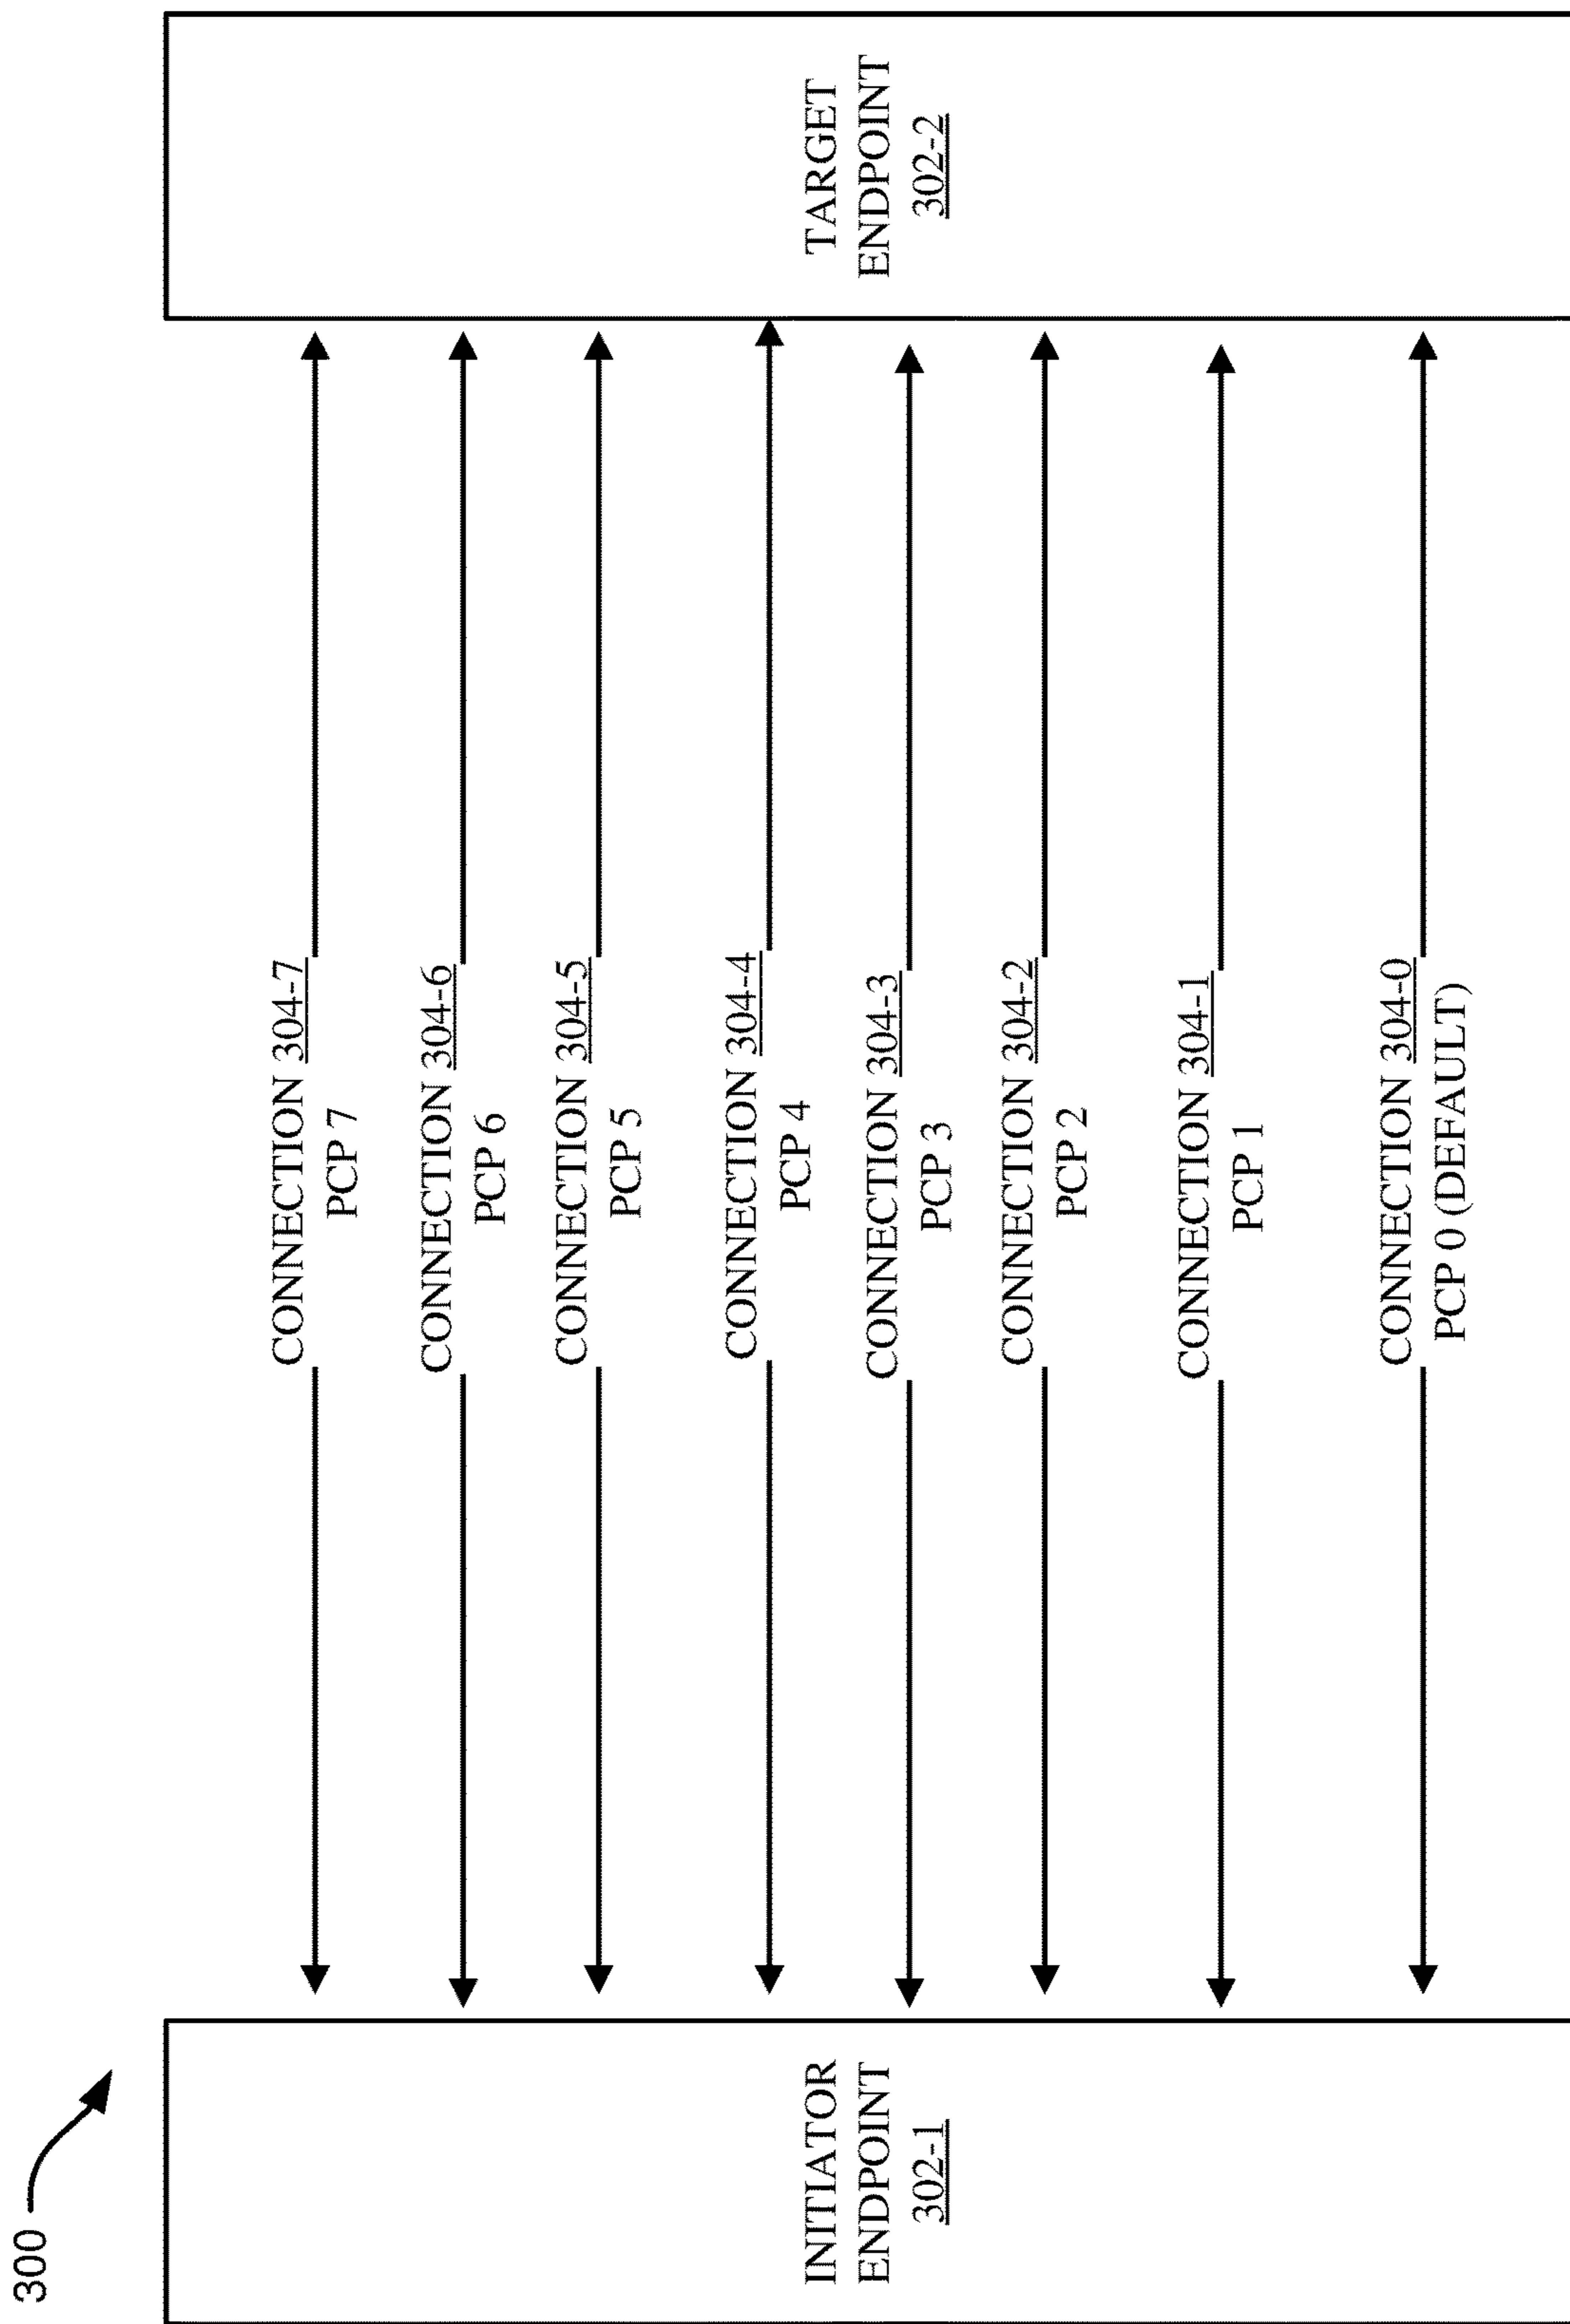 300
INITIATOR
ENDPOINT
302-1
CONNECTION 304-7
PCP 7
CONNECTION 304-6
PCP 6
CONNECTION 304-5
PCP 5
CONNECTION 304-4
PCP 4
CONNECTION 304-3
PCP 3
CONNECTION 304-2
PCP 2
CONNECTION 304-1
PCP 1
CONNECTION 304-0
PCP 0 (DEFAULT)
TARGET
ENDPOINT
302-2